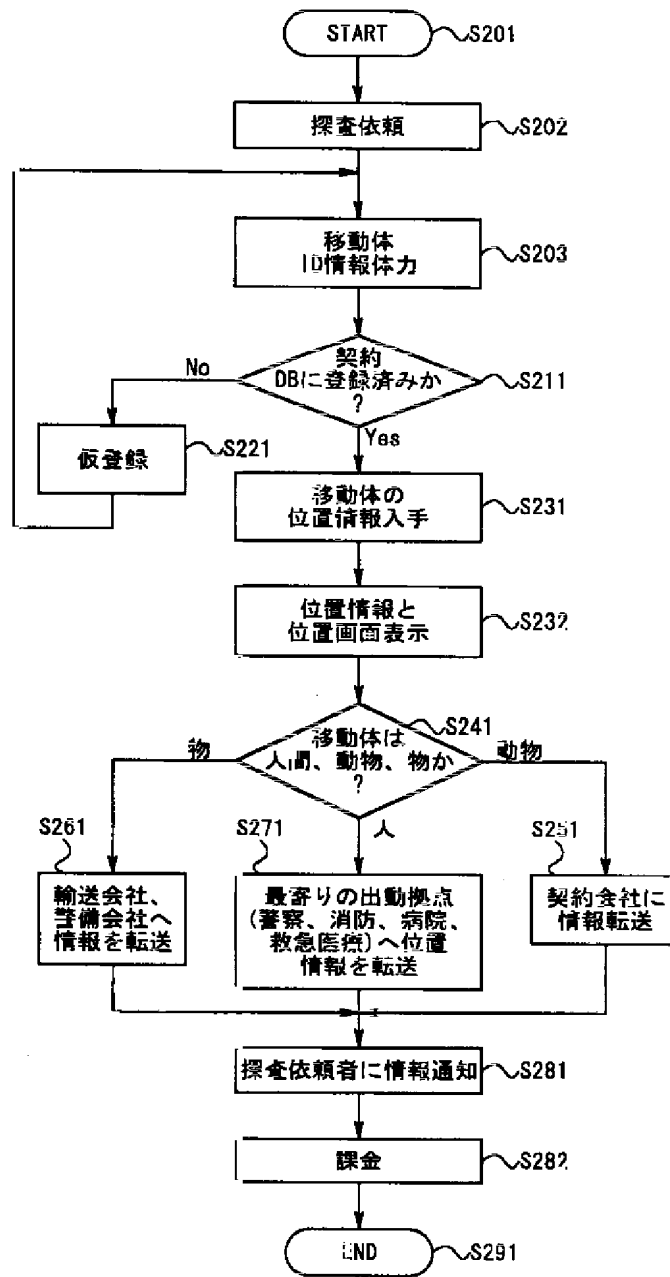 START
S201
探査依頼
S202
移動体
ID情報体力
S203
契約
DBに登録済みか
?
S211
No
Yes
仮登録
S221
移動体の
位置情報入手
S231
位置情報と
位置画面表示
S232
移動体は
人間、動物、物か
?
S241
物
動物
人
S261
輸送会社、
警備会社へ
情報を転送
S271
最寄りの出動拠点
(警察、消防、病院、
救急医療)へ位置
情報を転送
S251
契約会社に
情報転送
探査依頼者に情報通知
S281
課金
S282
END
S291